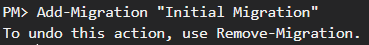 PM> Add-Migration "Initial Migration"
To undo this action, use Remove-Migration.